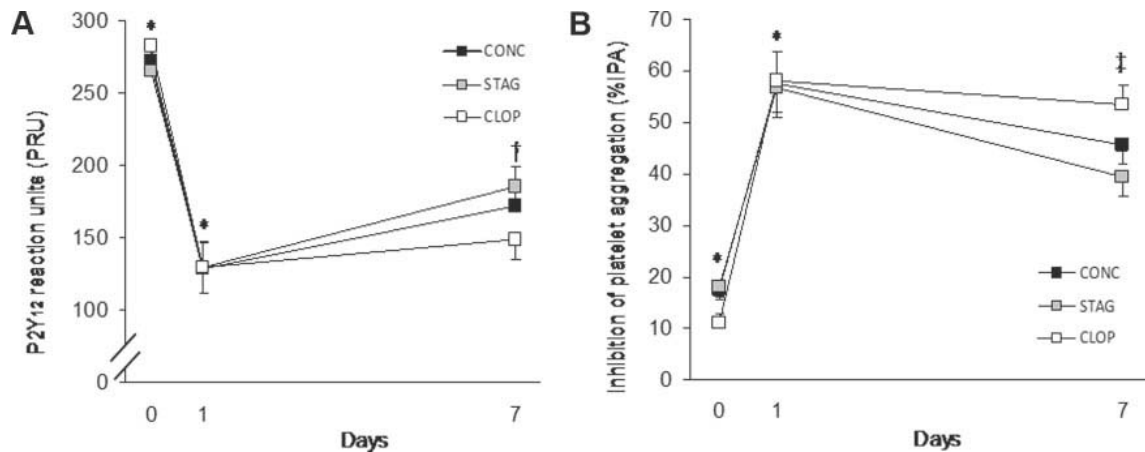 A
P2Y12 reaction units (PRU)
300
250
200
150
100
0
*
*
†
CONC
STAG
CLOP
0 1 7
Days
B
Inhibition of platelet aggregation (%IPA)
70
60
50
40
30
20
10
0
*
*
‡
CONC
STAG
CLOP
0 1 7
Days